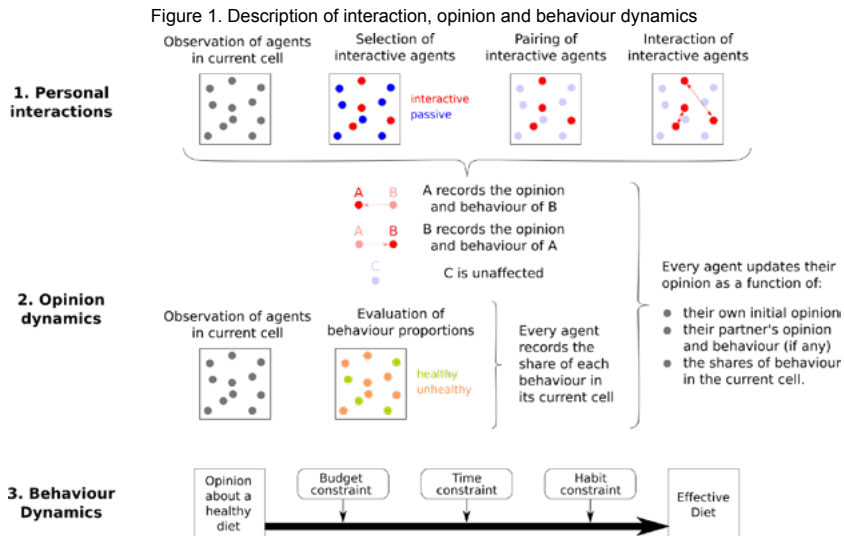 Figure 1. Description of interaction, opinion and behaviour dynamics
1. Personal
interactions
Observation of agents
in current cell
Selection of
interactive agents
interactive
passive
Pairing of
interactive agents
Interaction of
interactive agents
2. Opinion
dynamics
A B
A records the opinion
and behaviour of B
A B
B records the opinion
and behaviour of A
C
C is unaffected
Observation of agents
in current cell
Evaluation of
behaviour proportions
healthy
unhealthy
Every agent
records the
share of each
behaviour in
its current cell
Every agent updates their
opinion as a function of:
● their own initial opinion
● their partner's opinion
and behaviour (if any)
● the shares of behaviour
in the current cell.
3. Behaviour
Dynamics
Opinion
about a
healthy
diet
Budget
constraint
Time
constraint
Habit
constraint
Effective
Diet